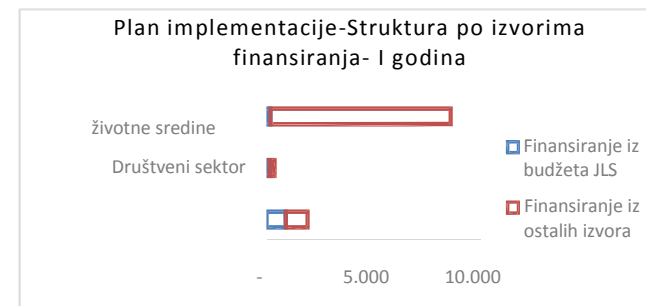 Plan implementacije-Struktura po izvorima
finansiranja- I godina
životne sredine
Društveni sektor
Finansiranje iz
budžeta JLS
Finansiranje iz
ostalih izvora
- 5.000 10.000